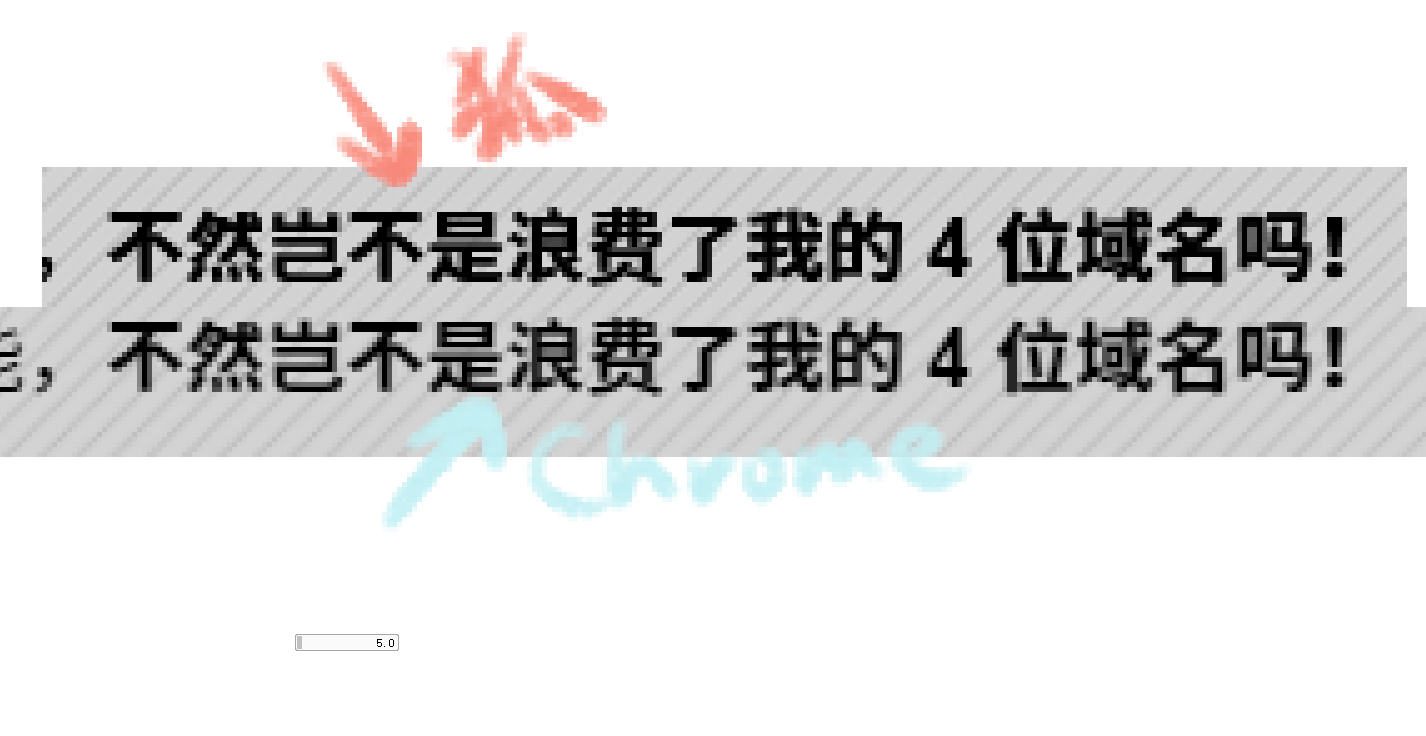 狐
，不然岂不是浪费了我的 4 位域名吗！
能，不然岂不是浪费了我的 4 位域名吗！
Chrome
5.0